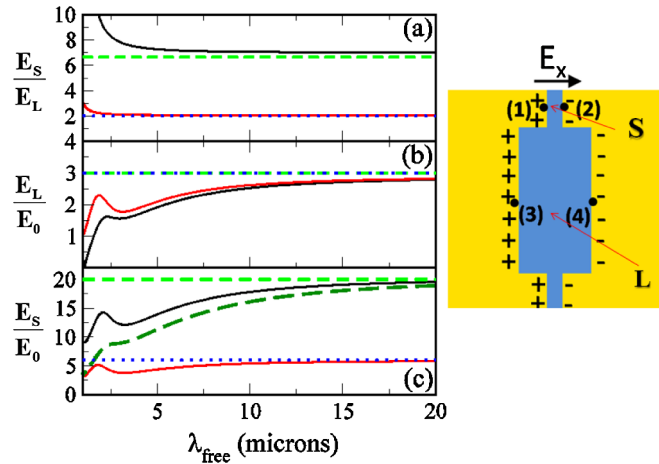 (a)
E_S
E_L
10
8
6
4
2
4
(b)
E_L
E_0
3
2
1
0
(c)
E_S
E_0
20
15
10
5
0
5 10 15 20
λ_free (microns)
E_x
+ -
(1) (2)
+ -
S
+ -
+ -
+ -
+ -
(3) (4)
+ -
+ -
+ -
L
+ -
+ -